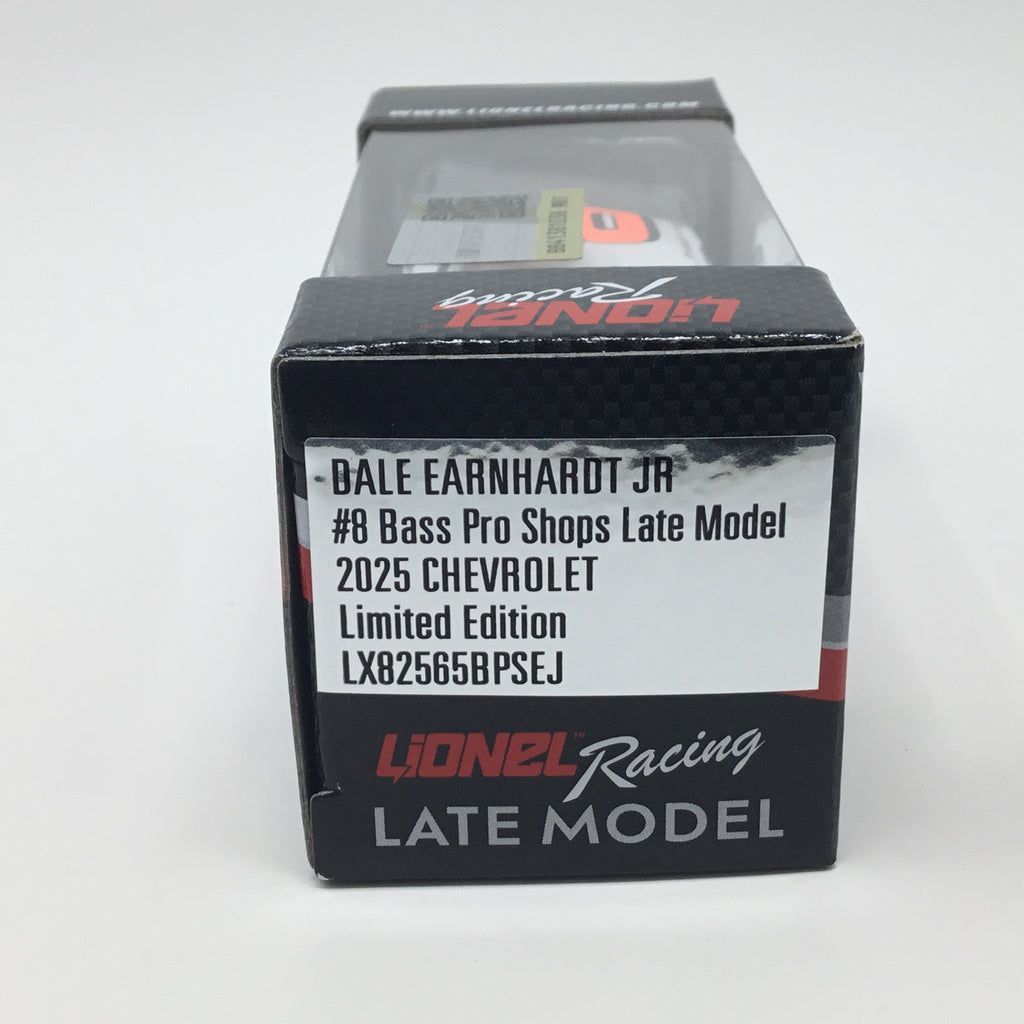 WWW.LIONELRACING.COM
LIONEL Racing
DALE EARNHARDT JR
#8 Bass Pro Shops Late Model
2025 CHEVROLET
Limited Edition
LX82565BPSEJ
LIONEL™ Racing
LATE MODEL